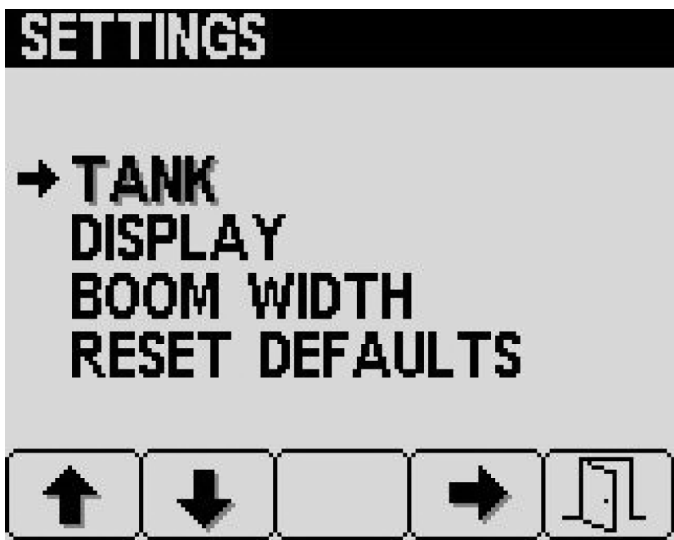 SETTINGS
TANK
DISPLAY
BOOM WIDTH
RESET DEFAULTS